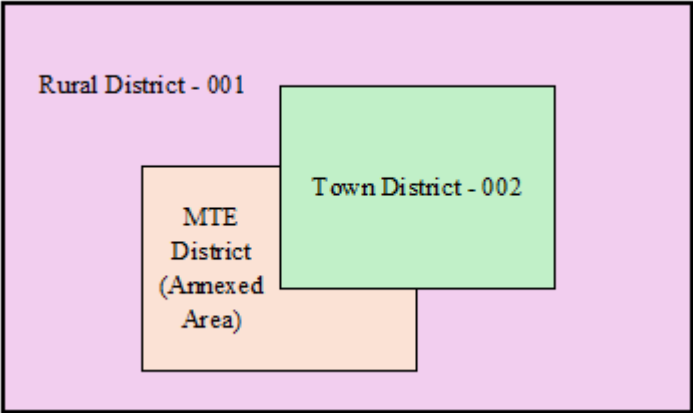 Rural District - 001
Town District - 002
MTE
District
(Annexed
Area)